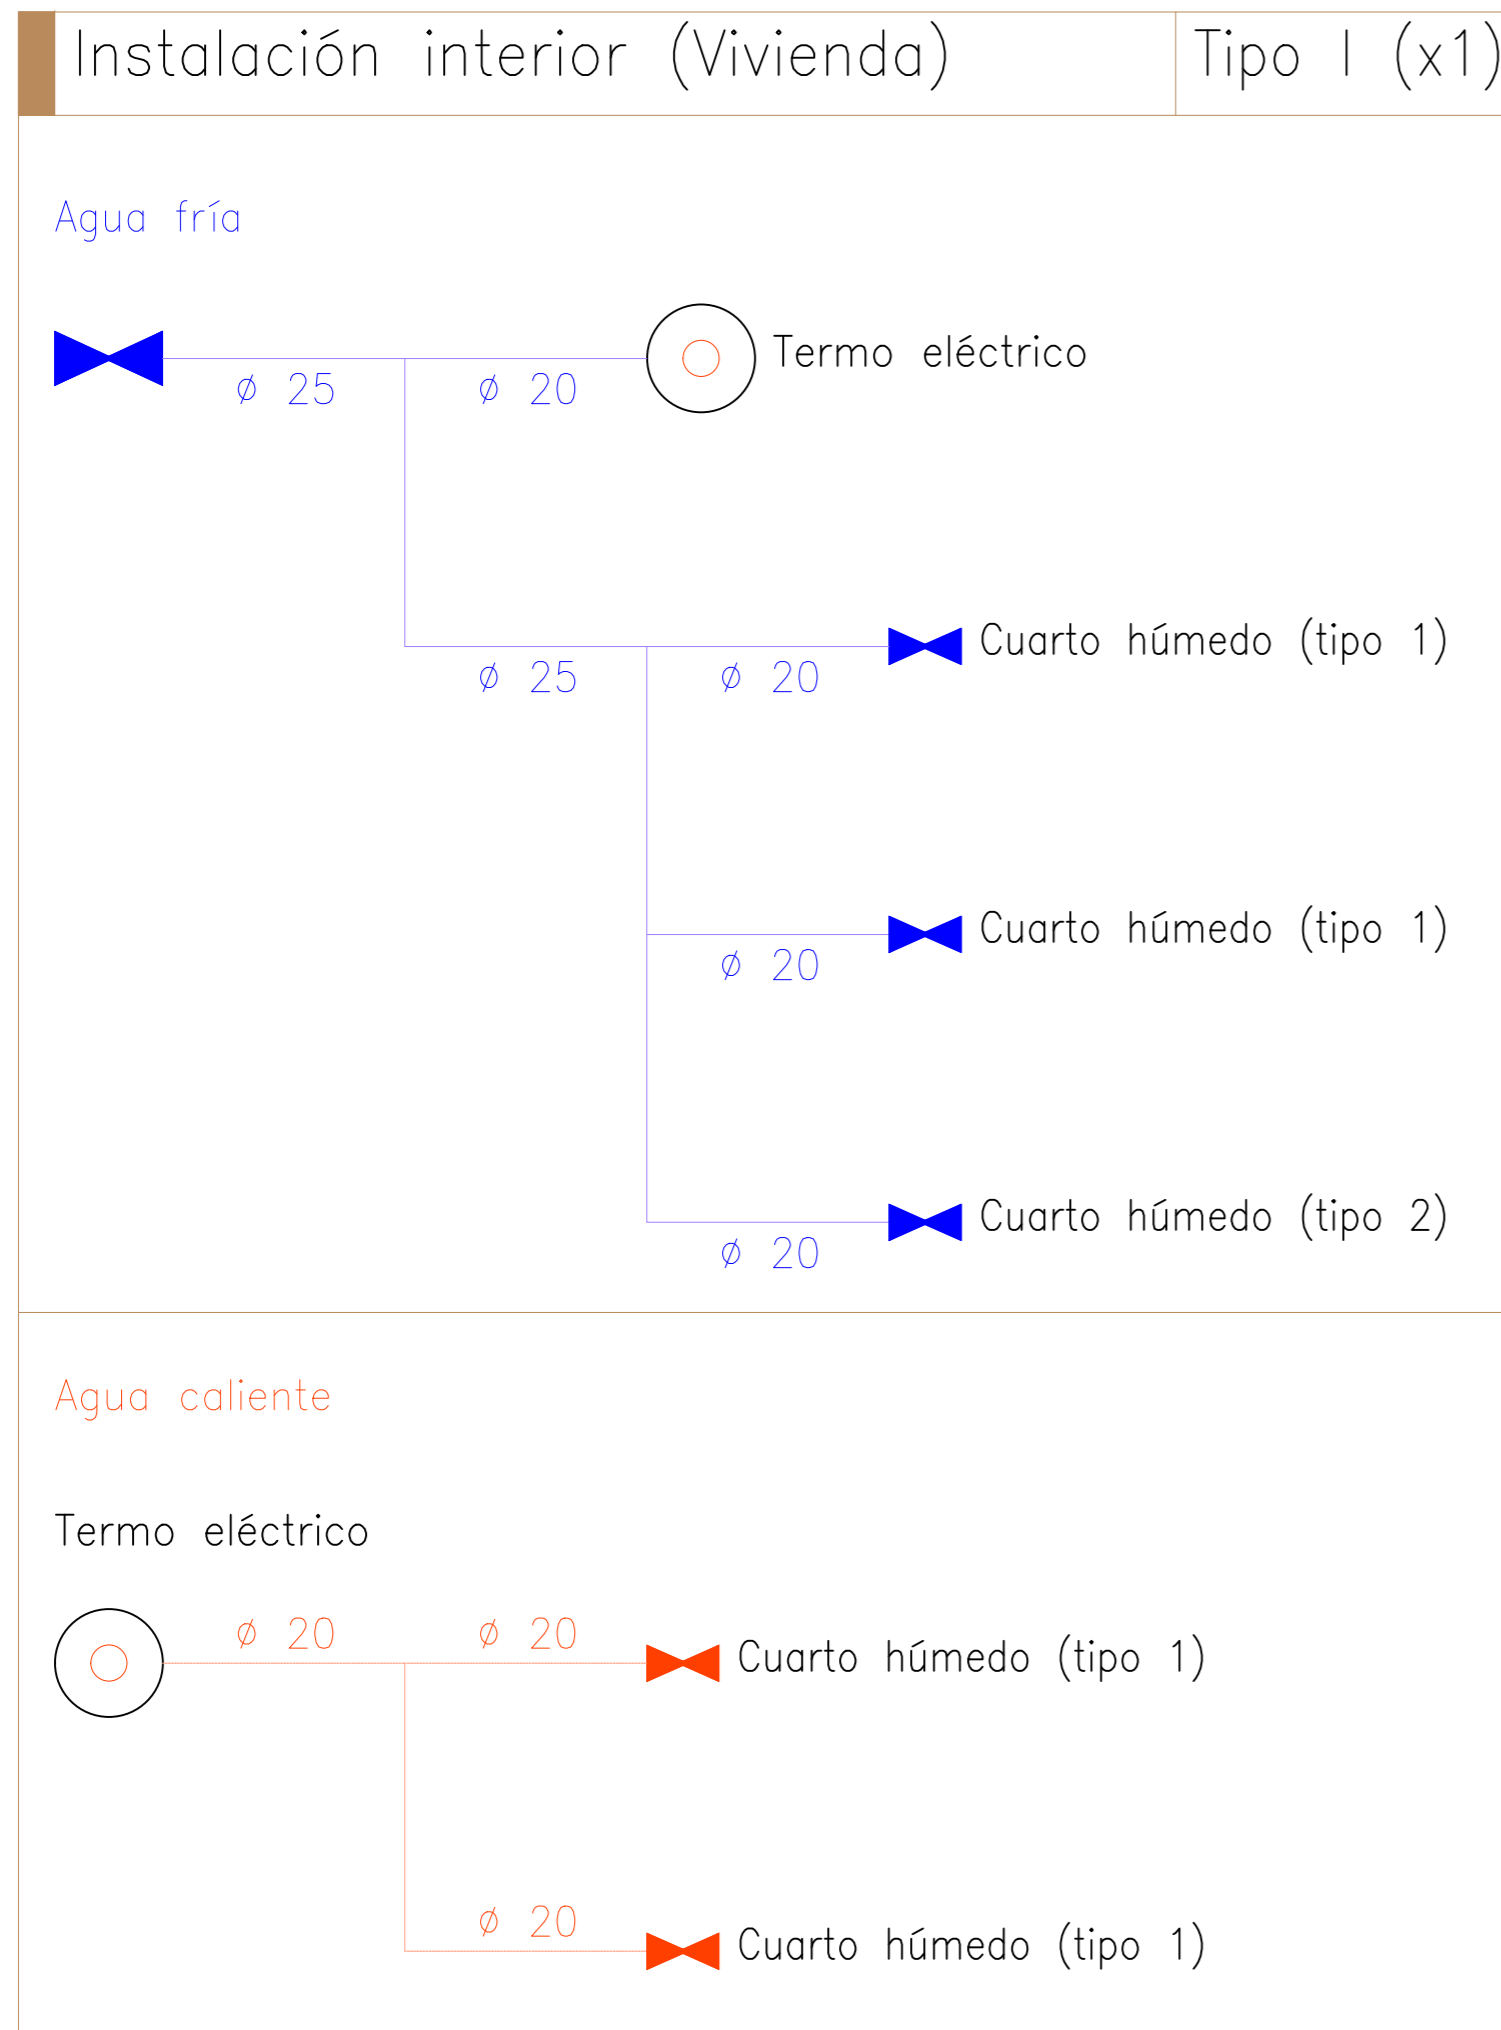 Instalación interior (Vivienda)
Tipo I (x1)
Agua fría
Termo eléctrico
ø 25
ø 20
Cuarto húmedo (tipo 1)
ø 25
ø 20
Cuarto húmedo (tipo 1)
ø 20
Cuarto húmedo (tipo 2)
ø 20
Agua caliente
Termo eléctrico
ø 20
ø 20
Cuarto húmedo (tipo 1)
ø 20
Cuarto húmedo (tipo 1)